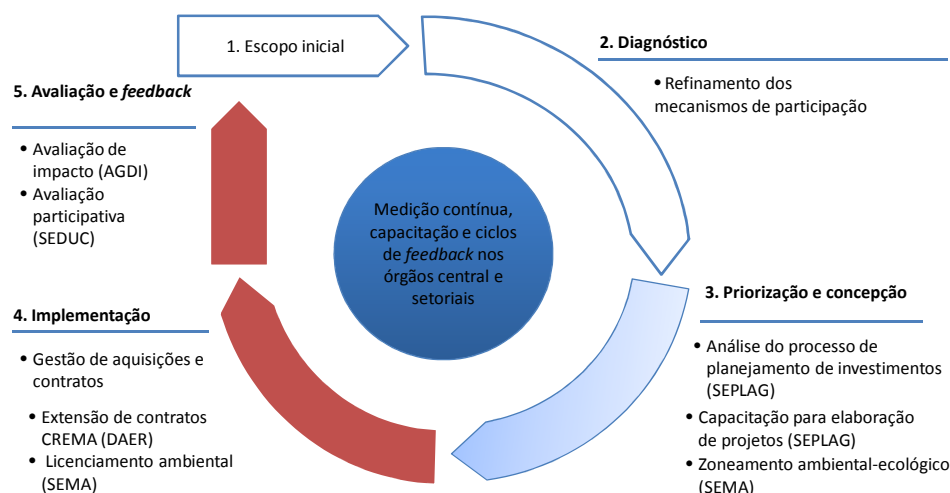 1. Escopo inicial
2. Diagnóstico
• Refinamento dos
mecanismos de participação
3. Priorização e concepção
• Análise do processo de
planejamento de investimentos
(SEPLAG)
• Capacitação para elaboração
de projetos (SEPLAG)
• Zoneamento ambiental-ecológico
(SEMA)
4. Implementação
• Gestão de aquisições e
contratos
• Extensão de contratos
CREMA (DAER)
• Licenciamento ambiental
(SEMA)
5. Avaliação e feedback
• Avaliação de
impacto (AGDI)
• Avaliação
participativa
(SEDUC)
Medição contínua,
capacitação e ciclos
de feedback nos
órgãos central e
setoriais